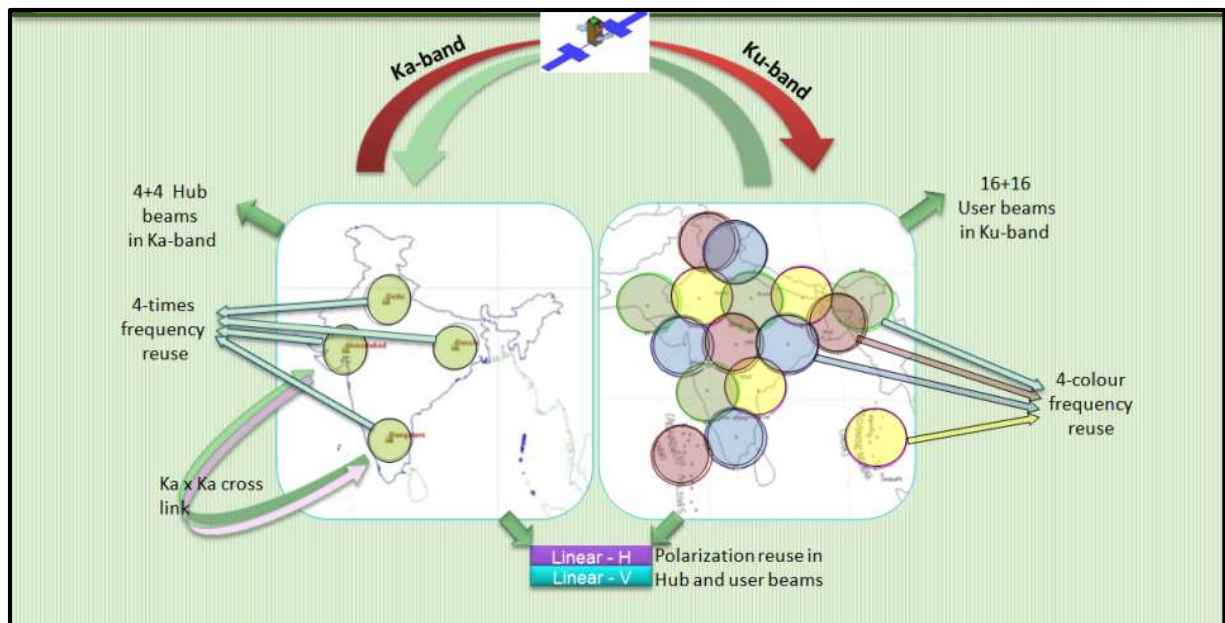 Ka-band
Ku-band
4+4 Hub
beams
in Ka-band
16+16
User beams
in Ku-band
4-times
frequency
reuse
Delhi
4-colour
frequency
reuse
Ka x Ka cross
link
Linear - H
Linear - V
Polarization reuse in
Hub and user beams